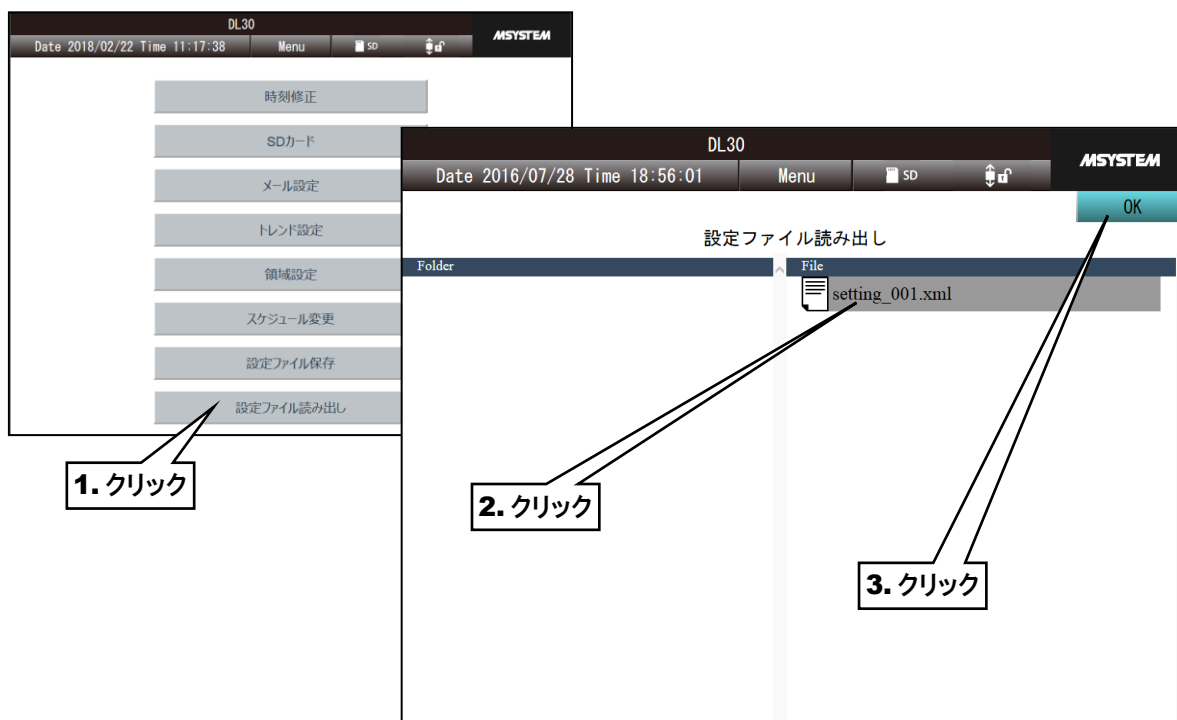 DL30
MSYSTEM
Date 2018/02/22 Time 11:17:38 Menu SD
時刻修正
SDカード
メール設定
トレンド設定
領域設定
スケジュール変更
設定ファイル保存
設定ファイル読み出し
1. クリック
DL30
MSYSTEM
Date 2016/07/28 Time 18:56:01 Menu SD
OK
設定ファイル読み出し
Folder File
setting_001.xml
2. クリック
3. クリック